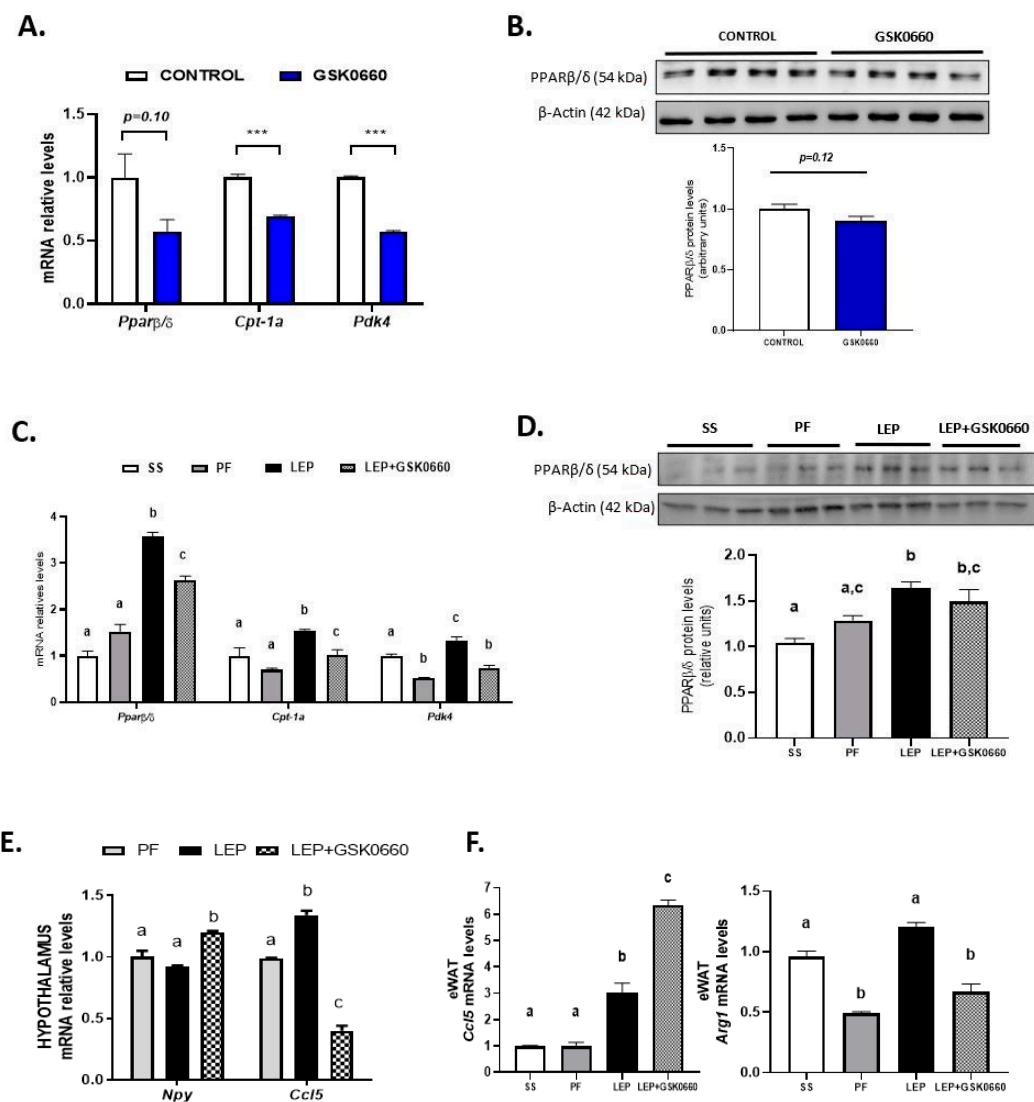 A.
CONTROL GSK0660
mRNA relative levels
1.5
1.0
0.5
0.0
p=0.10
***
***
Pparβ/δ Cpt-1a Pdk4
B.
CONTROL GSK0660
PPARβ/δ (54 kDa)
β-Actin (42 kDa)
PPARβ/δ protein levels
(arbitrary units)
1.5
1.0
0.5
0.0
p=0.12
CONTROL GSK0660
C.
SS PF LEP LEP+GSK0660
mRNA relatives levels
4
3
2
1
0
a a b c
a a b c
a b c b
Pparβ/δ Cpt-1a Pdk4
D.
SS PF LEP LEP+GSK0660
PPARβ/δ (54 kDa)
β-Actin (42 kDa)
PPARβ/δ protein levels
(relative units)
2.0
1.5
1.0
0.5
0.0
a a,c b b,c
SS PF LEP LEP+GSK0660
E.
PF LEP LEP+GSK0660
HYPOTHALAMUS
mRNA relative levels
1.5
1.0
0.5
0.0
a a b
a b c
Npy Ccl5
F.
eWAT
Ccl5 mRNA levels
7
6
5
4
3
2
1
0
a a b c
SS PF LEP LEP+GSK0660
eWAT
Arg1 mRNA levels
1.5
1.0
0.5
0.0
a b a b
SS PF LEP LEP+GSK0660